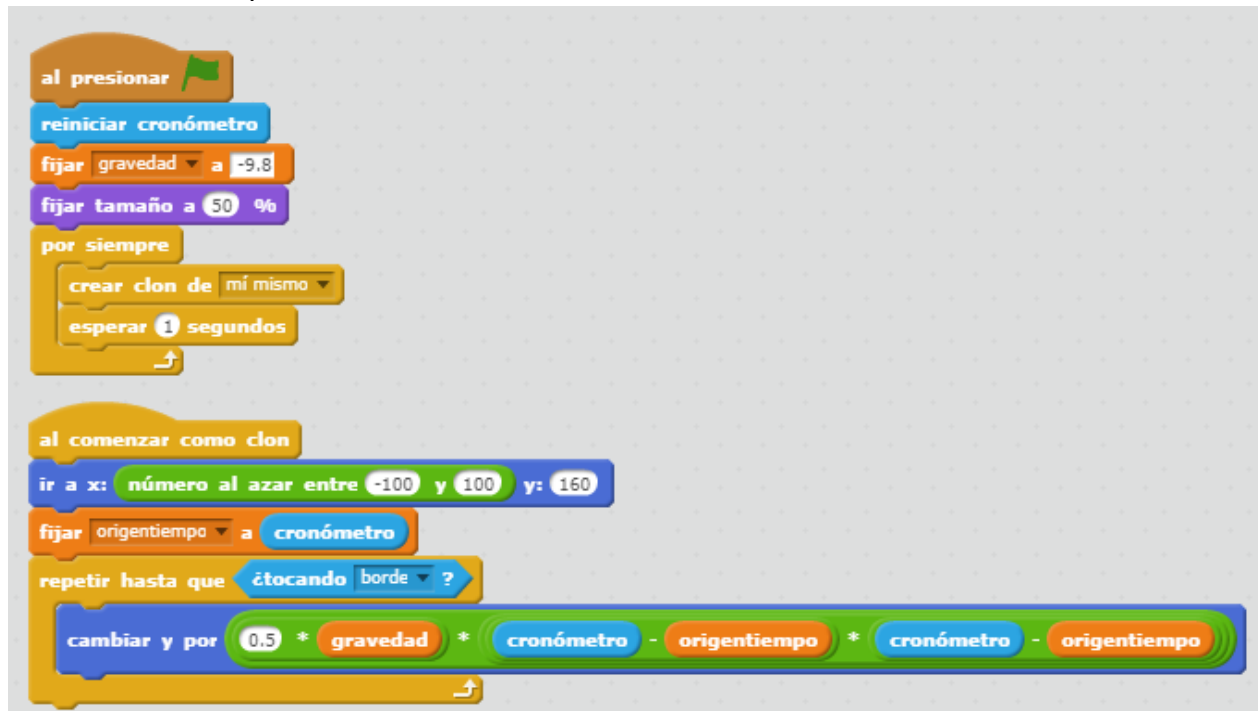 al presionar
reiniciar cronómetro
fijar gravedad a -9.8
fijar tamaño a 50 %
por siempre
crear clon de mí mismo
esperar 1 segundos
al comenzar como clon
ir a x: número al azar entre -100 y 100 y: 160
fijar origentiempo a cronómetro
repetir hasta que ¿tocando borde ?
cambiar y por 0.5 * gravedad * cronómetro - origentiempo * cronómetro - origentiempo